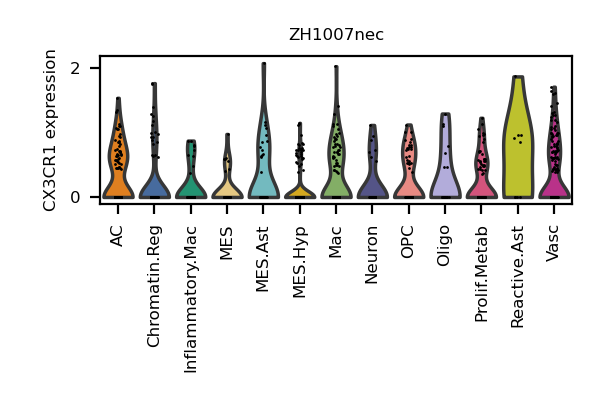 ZH1007nec
CX3CR1 expression
2
0
AC
Chromatin.Reg
Inflammatory.Mac
MES
MES.Ast
MES.Hyp
Mac
Neuron
OPC
Oligo
Prolif.Metab
Reactive.Ast
Vasc